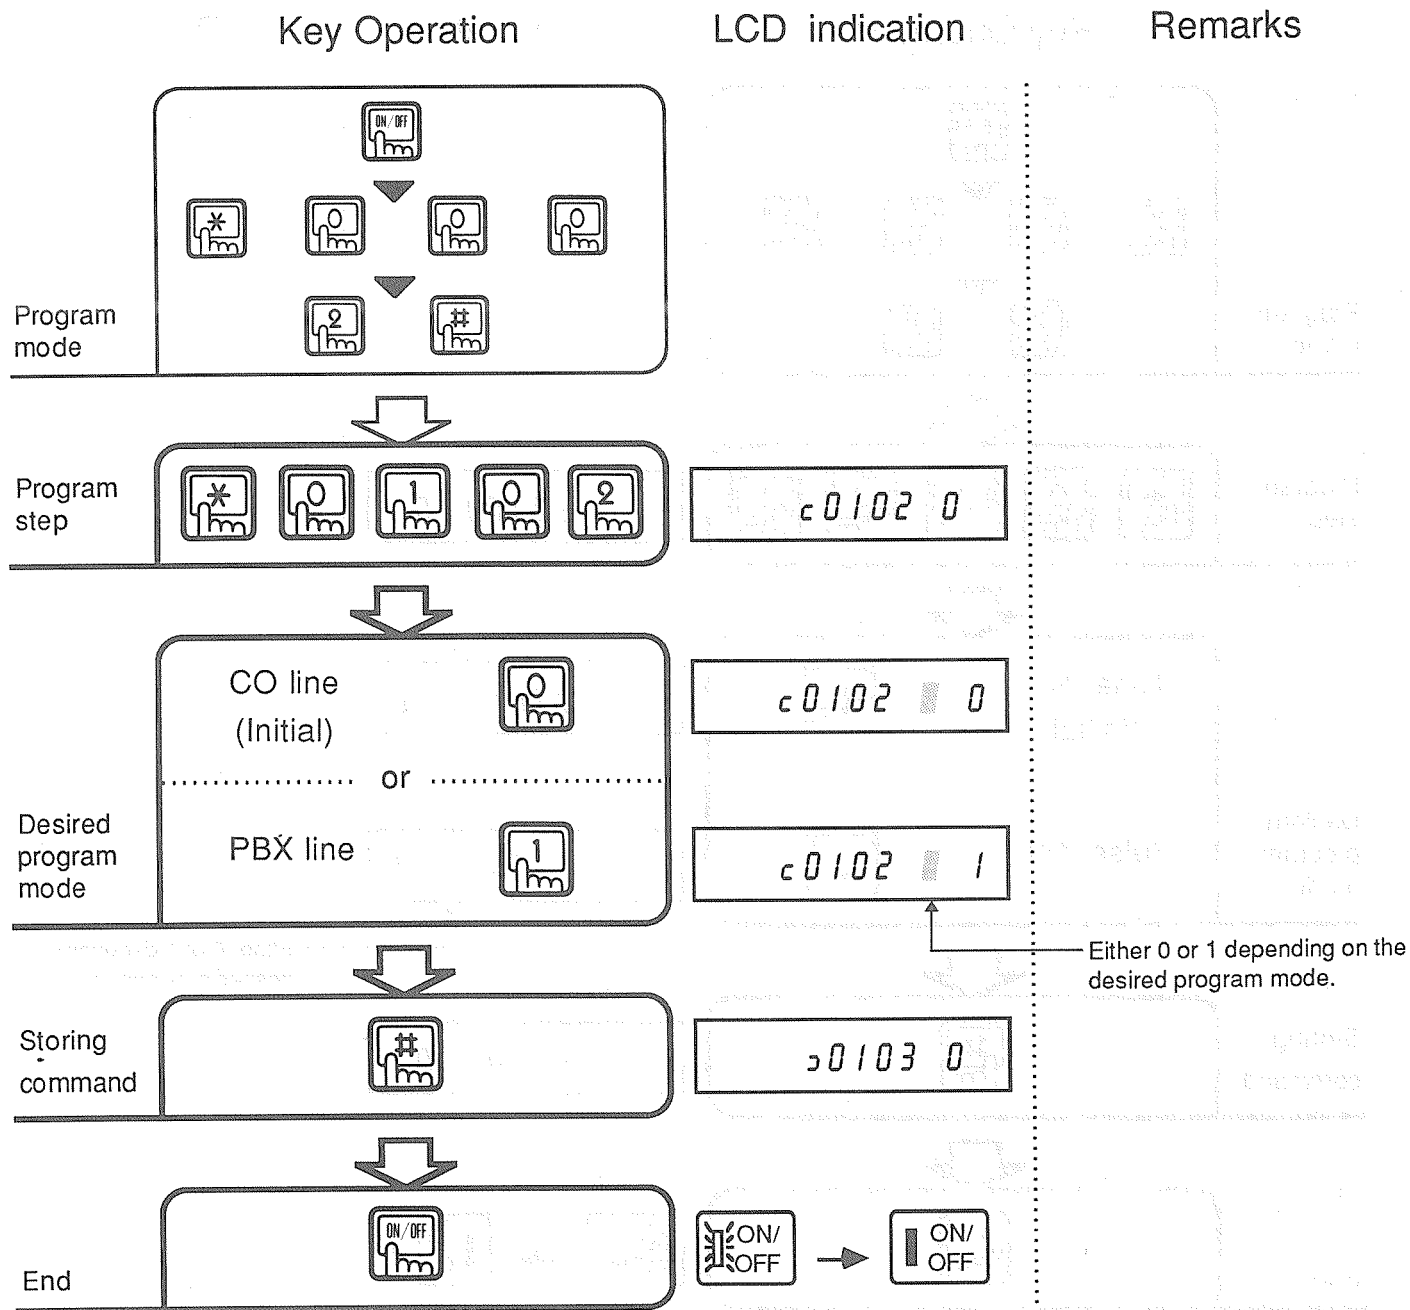 Key Operation LCD indication Remarks
ON/OFF
* 0 0 0
Program
mode
2 #
Program
step
* 0 1 0 2
c0102 0
CO line
(Initial)
0
c0102 0
or
Desired
program
mode
PBX line
1
c0102 1
Either 0 or 1 depending on the
desired program mode.
Storing
command
#
ɔ0103 0
End
ON/OFF
ON/
OFF
ON/
OFF